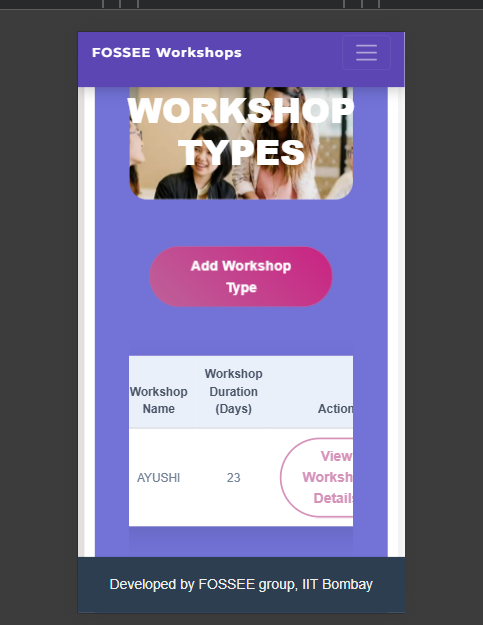 FOSSEE Workshops
WORKSHOP
TYPES
Add Workshop
Type
Workshop
Name
Workshop
Duration
(Days)
Action
AYUSHI
23
View
Worksh
Details
Developed by FOSSEE group, IIT Bombay